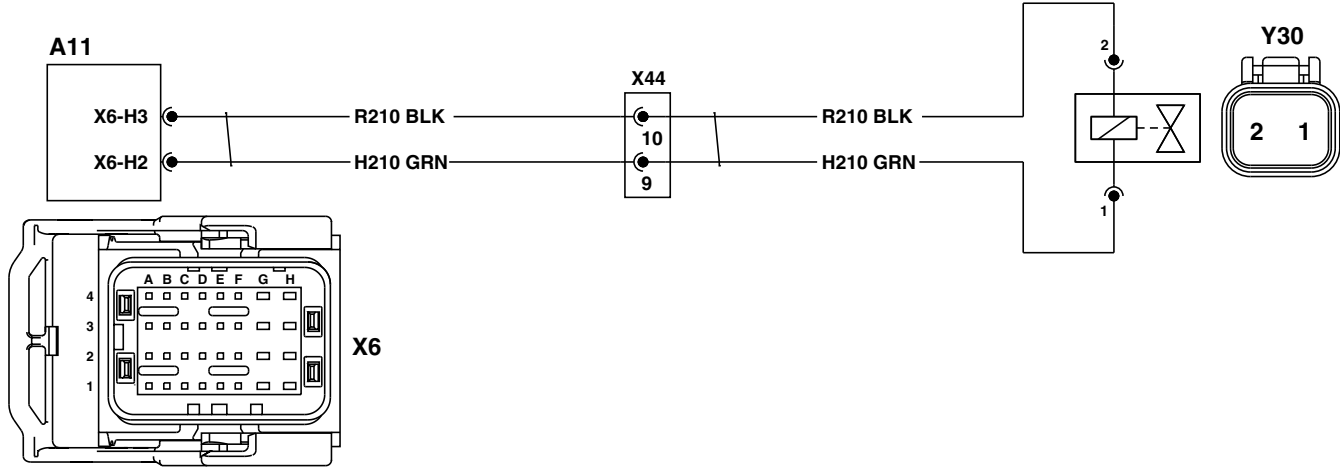 A11
X44
Y30
2
X6-H3
R210 BLK
10
R210 BLK
2 1
X6-H2
H210 GRN
9
H210 GRN
1
A B C D E F G H
4
3
2
1
X6